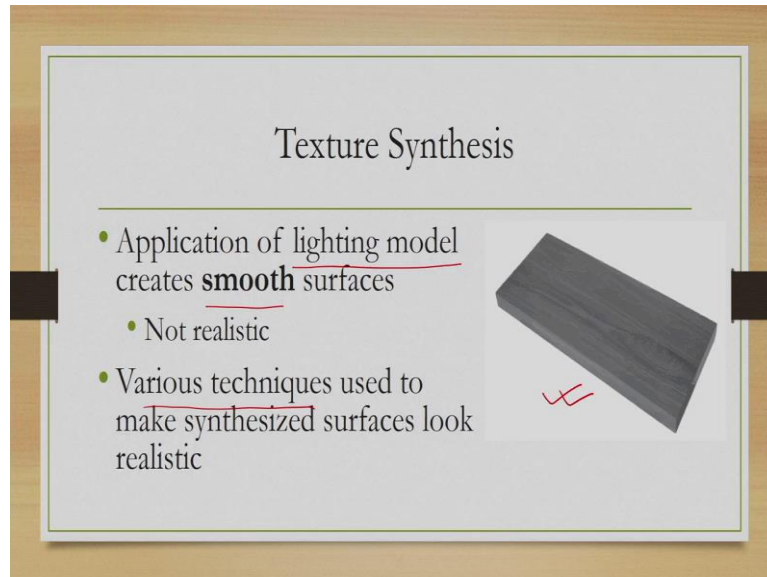 Texture Synthesis
• Application of lighting model
creates smooth surfaces
• Not realistic
• Various techniques used to
make synthesized surfaces look
realistic